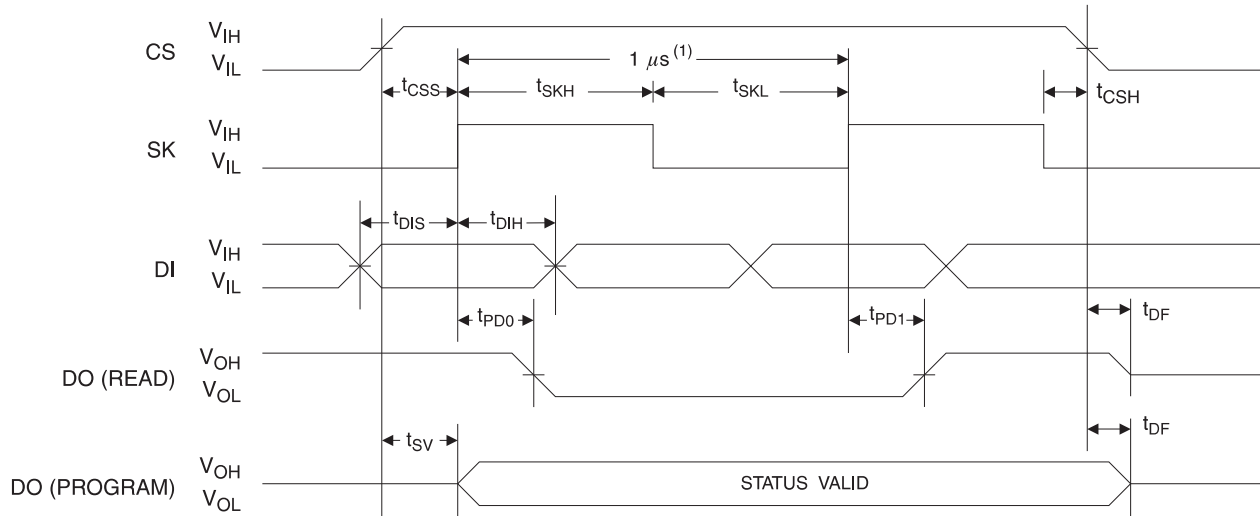 CS V_IH
V_IL
1 μs (1)
t_CSS t_SKH t_SKL t_CSH
SK V_IH
V_IL
t_DIS t_DIH
DI V_IH
V_IL
t_PD0 t_PD1 t_DF
DO (READ) V_OH
V_OL
t_SV t_DF
DO (PROGRAM) V_OH
V_OL
STATUS VALID